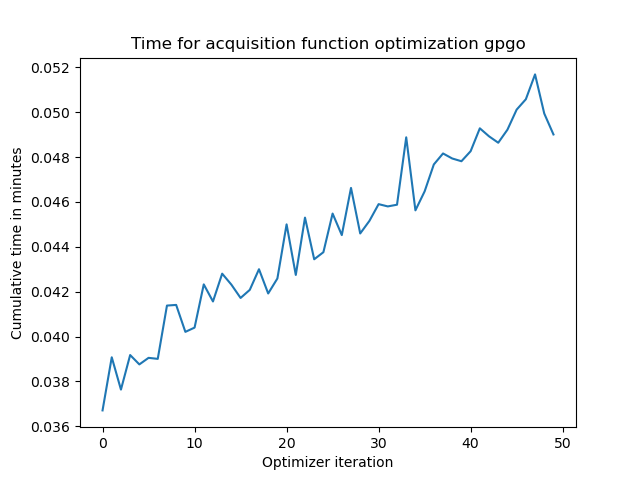 Time for acquisition function optimization gpgo
0.052
0.050
0.048
0.046
0.044
0.042
0.040
0.038
0.036
Cumulative time in minutes
0 10 20 30 40 50
Optimizer iteration